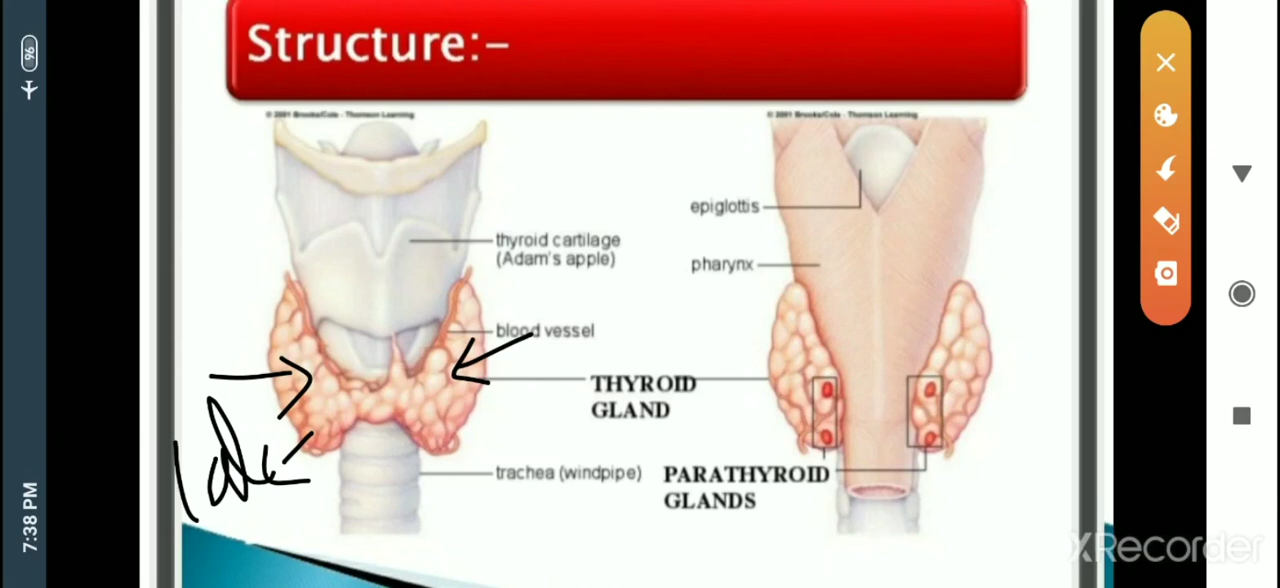 Structure:-
© 2001 Brooks/Cole - Thomson Learning
© 2001 Brooks/Cole - Thomson Learning
epiglottis
thyroid cartilage
(Adam's apple)
pharynx
blood vessel
THYROID
GLAND
trachea (windpipe)
PARATHYROID
GLANDS
7:38 PM
XRecorder